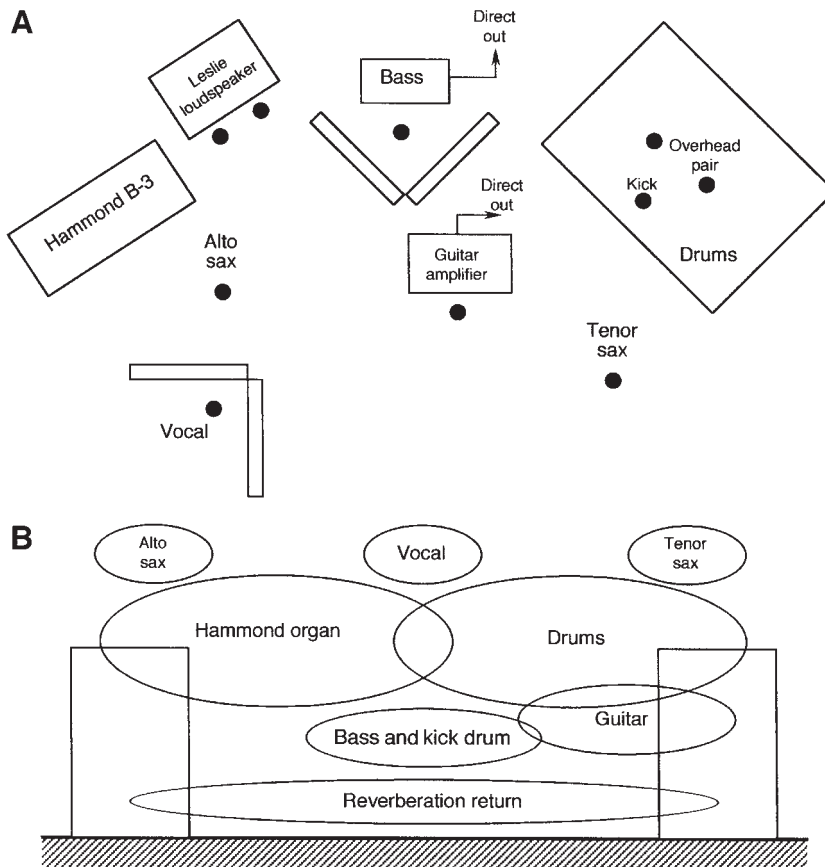 A
Leslie
loudspeaker
Bass
Direct
out
Overhead
pair
Kick
Drums
Hammond B-3
Direct
out
Alto
sax
Guitar
amplifier
Tenor
sax
Vocal
B
Alto
sax
Vocal
Tenor
sax
Hammond organ
Drums
Guitar
Bass and kick drum
Reverberation return